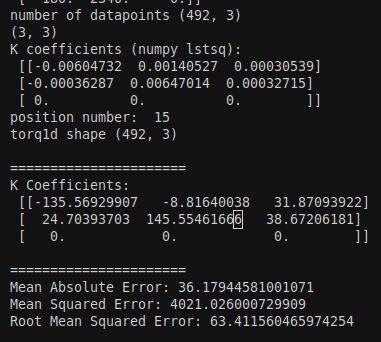 number of datapoints (492, 3)
(3, 3)
K coefficients (numpy lstsq):
[[-0.00604732 0.00140527 0.00030539]
[-0.00036287 0.00647014 0.00032715]
[ 0. 0. 0. ]]
position number: 15
torq1d shape (492, 3)
======================
K Coefficients:
[[-135.56929907 -8.81640038 31.87093922]
[ 24.70393703 145.55461666 38.67206181]
[ 0. 0. 0. ]]
======================
Mean Absolute Error: 36.17944581001071
Mean Squared Error: 4021.026000729909
Root Mean Squared Error: 63.411560465974254